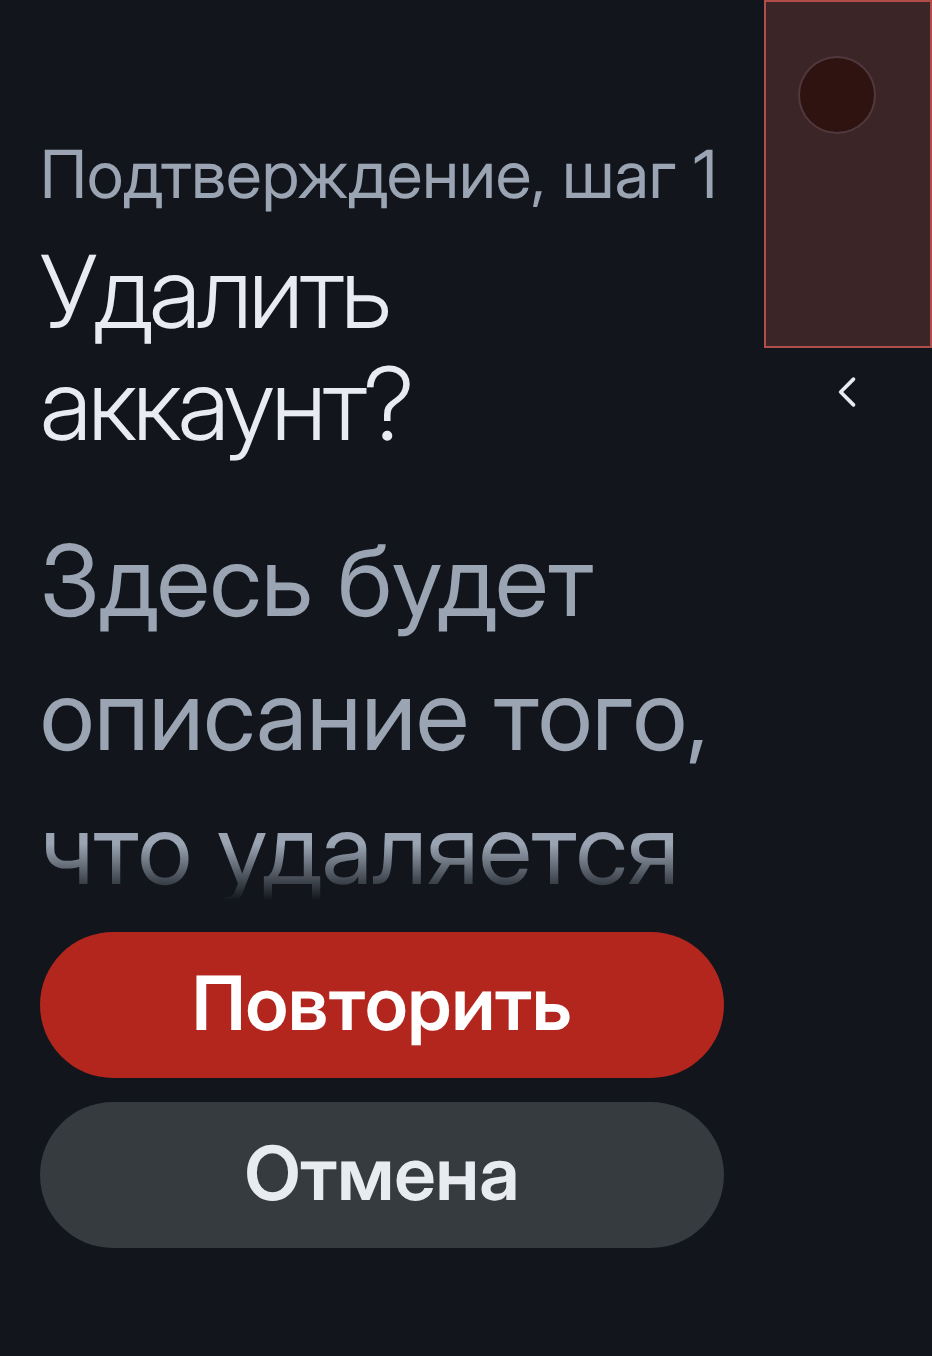 Подтверждение, шаг 1
Удалить
аккаунт?
Здесь будет
описание того,
что удаляется
Повторить
Отмена